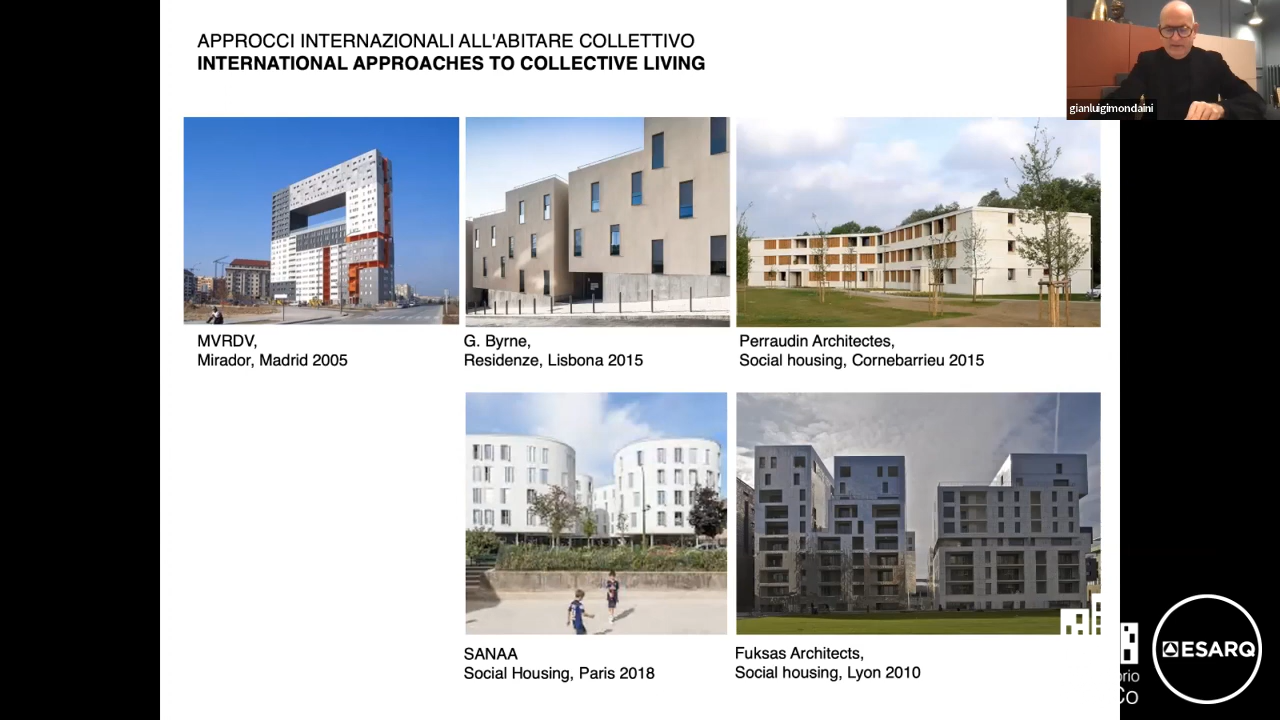 APPROCCI INTERNAZIONALI ALL'ABITARE COLLETTIVO
INTERNATIONAL APPROACHES TO COLLECTIVE LIVING
gianluigimondaini
MVRDV,
Mirador, Madrid 2005
G. Byrne,
Residenze, Lisbona 2015
Perraudin Architectes,
Social housing, Cornebarrieu 2015
SANAA
Social Housing, Paris 2018
Fuksas Architects,
Social housing, Lyon 2010
ESARQ